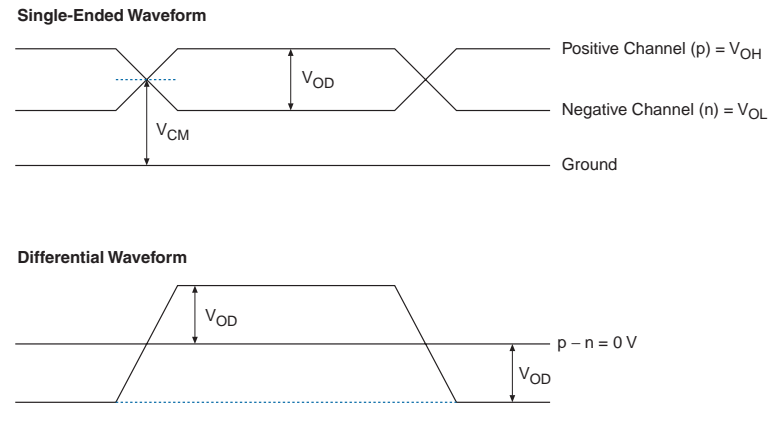 Single-Ended Waveform
Positive Channel (p) = VOH
VOD
Negative Channel (n) = VOL
VCM
Ground
Differential Waveform
VOD
p − n = 0 V
VOD